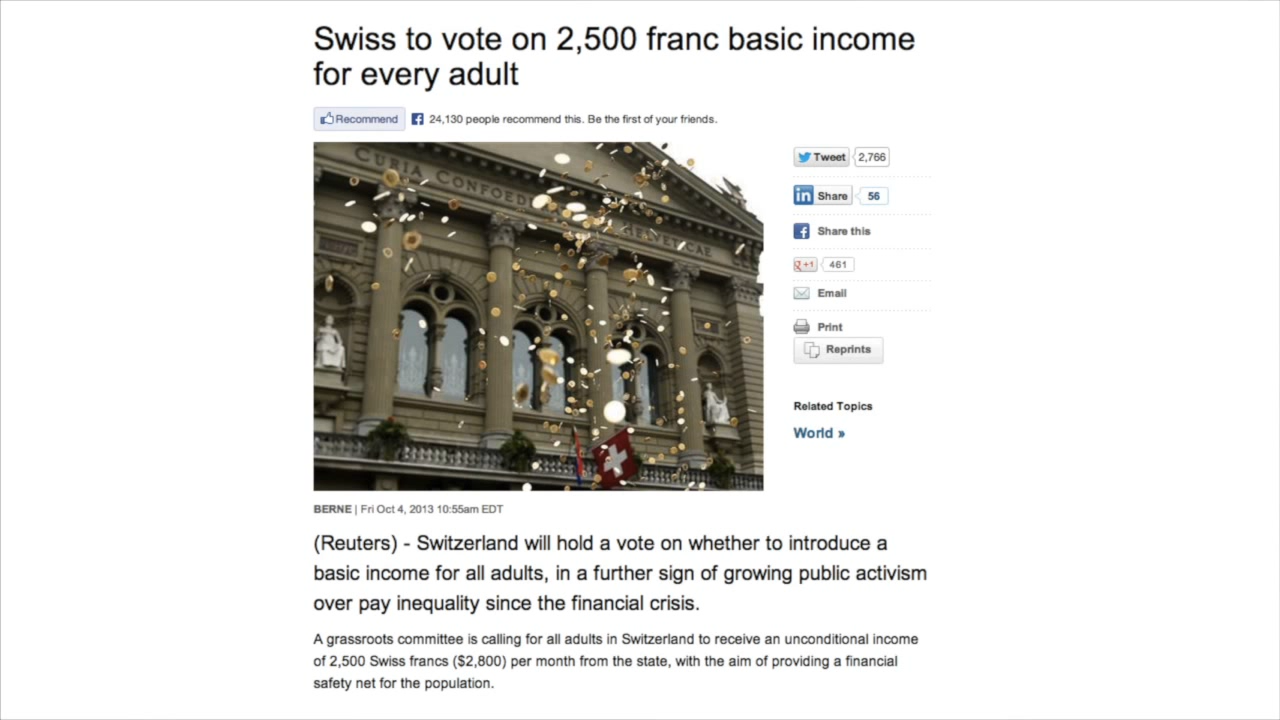 Swiss to vote on 2,500 franc basic income
for every adult
Recommend
24,130 people recommend this. Be the first of your friends.
CURIA CONFOED
HELVETICAE
Tweet 2,766
in Share 56
Share this
+1 461
Email
Print
Reprints
Related Topics
World »
BERNE | Fri Oct 4, 2013 10:55am EDT
(Reuters) - Switzerland will hold a vote on whether to introduce a
basic income for all adults, in a further sign of growing public activism
over pay inequality since the financial crisis.
A grassroots committee is calling for all adults in Switzerland to receive an unconditional income
of 2,500 Swiss francs ($2,800) per month from the state, with the aim of providing a financial
safety net for the population.